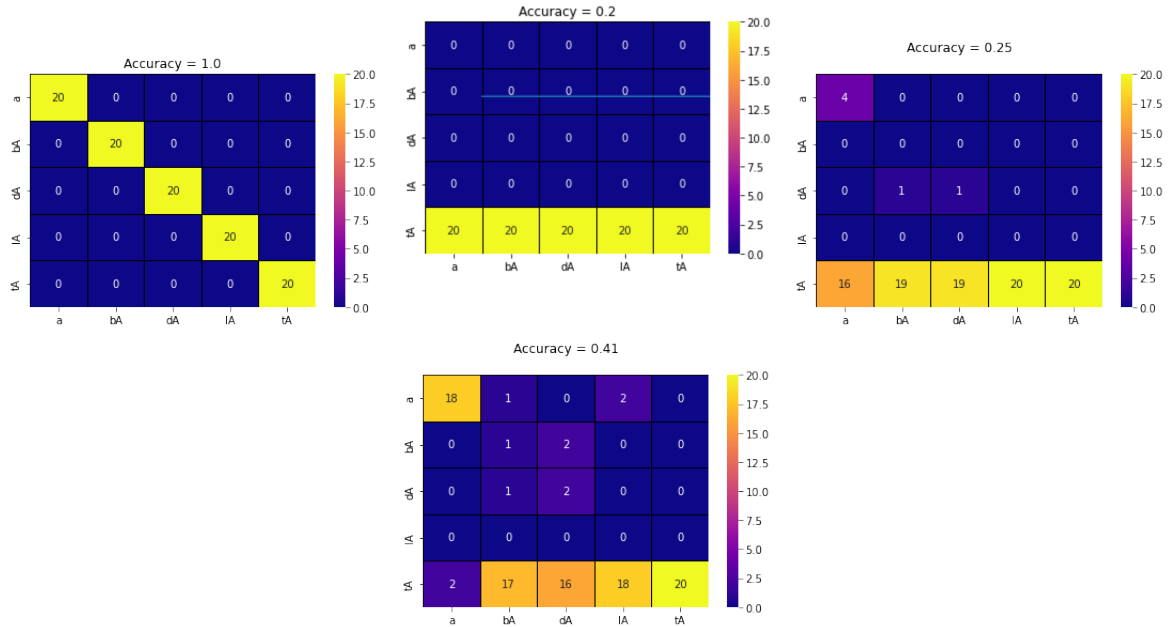 Accuracy = 1.0
a 20 0 0 0 0 20.0
bA 0 20 0 0 0 17.5
15.0
dA 0 0 20 0 0 12.5
10.0
lA 0 0 0 20 0 7.5
5.0
tA 0 0 0 0 20 2.5
0.0
a bA dA lA tA
Accuracy = 0.2
a 0 0 0 0 0 20.0
bA 0 0 0 0 0 17.5
15.0
dA 0 0 0 0 0 12.5
10.0
lA 0 0 0 0 0 7.5
5.0
tA 20 20 20 20 20 2.5
0.0
a bA dA lA tA
Accuracy = 0.25
a 4 0 0 0 0 20.0
bA 0 0 0 0 0 17.5
15.0
dA 0 1 1 0 0 12.5
10.0
lA 0 0 0 0 0 7.5
5.0
tA 16 19 19 20 20 2.5
0.0
a bA dA lA tA
Accuracy = 0.41
a 18 1 0 2 0 20.0
bA 0 1 2 0 0 17.5
15.0
dA 0 1 2 0 0 12.5
10.0
lA 0 0 0 0 0 7.5
5.0
tA 2 17 16 18 20 2.5
0.0
a bA dA lA tA